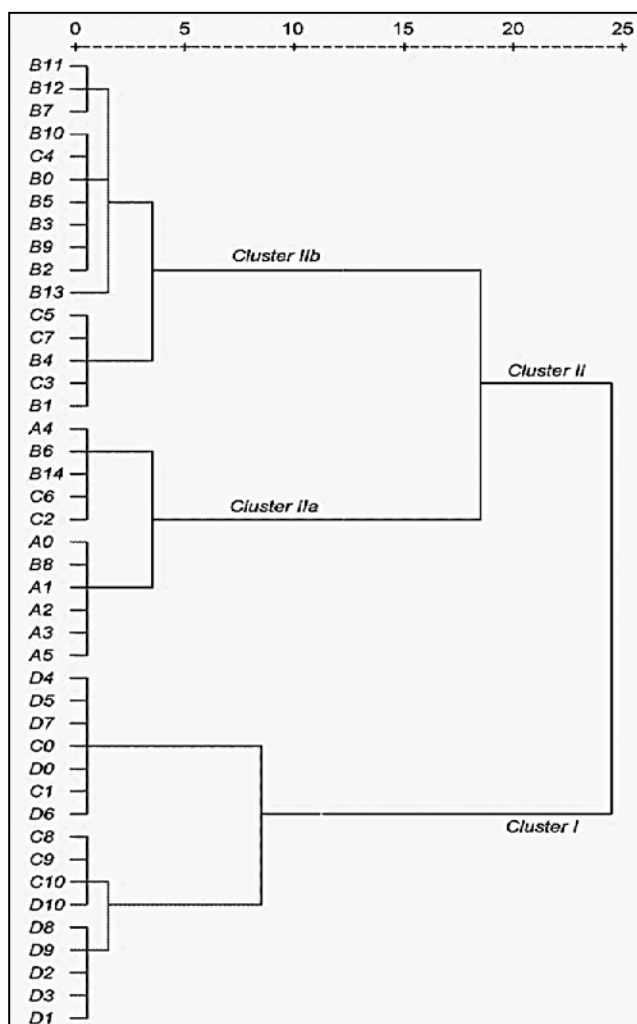 0 5 10 15 20 25
B11
B12
B7
B10
C4
B0
B5
B3
B9
Cluster IIb
B2
B13
C5
C7
B4
Cluster Ii
C3
B1
A4
B6
B14
C6
Cluster IIa
C2
A0
B8
A1
A2
A3
A5
D4
D5
D7
C0
D0
C1
D6
Cluster I
C8
C9
C10
D10
D8
D9
D2
D3
D1